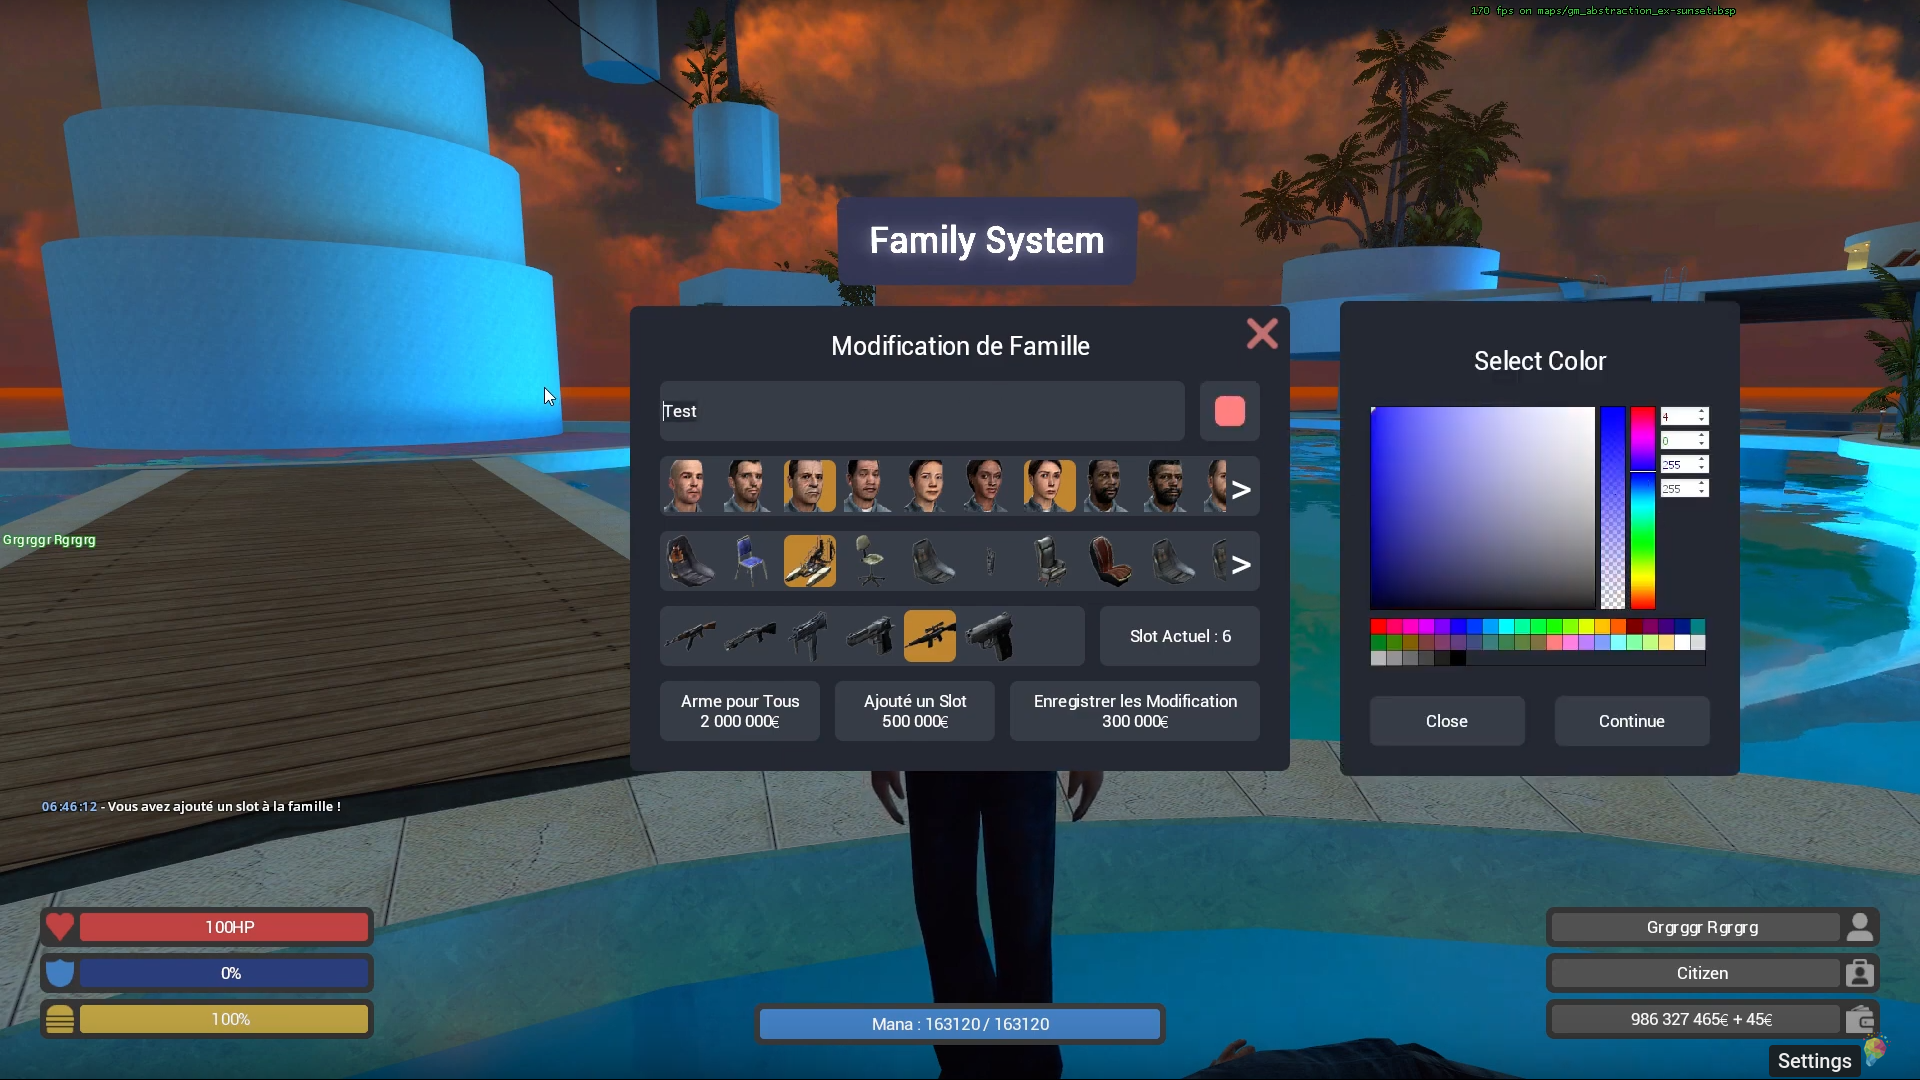 170 fps on maps/gm_abstraction_ex-sunset.bsp
Family System
Modification de Famille
Test
Slot Actuel : 6
Arme pour Tous
2 000 000€
Ajouté un Slot
500 000€
Enregistrer les Modification
300 000€
Select Color
4
0
255
255
Close
Continue
Grgrggr Rgrgrg
06:46:12 - Vous avez ajouté un slot à la famille !
100HP
0%
100%
Mana : 163120 / 163120
Grgrggr Rgrgrg
Citizen
986 327 465€ + 45€
Settings